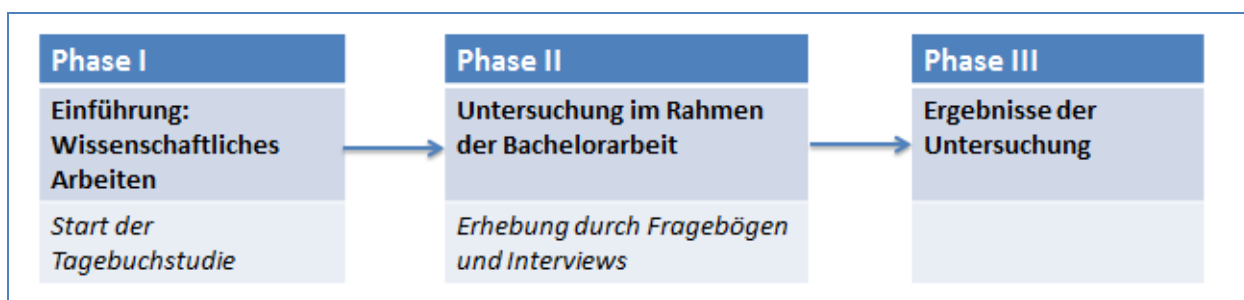 Phase I
Einführung:
Wissenschaftliches
Arbeiten
Start der
Tagebuchstudie
Phase II
Untersuchung im Rahmen
der Bachelorarbeit
Erhebung durch Fragebögen
und Interviews
Phase III
Ergebnisse der
Untersuchung